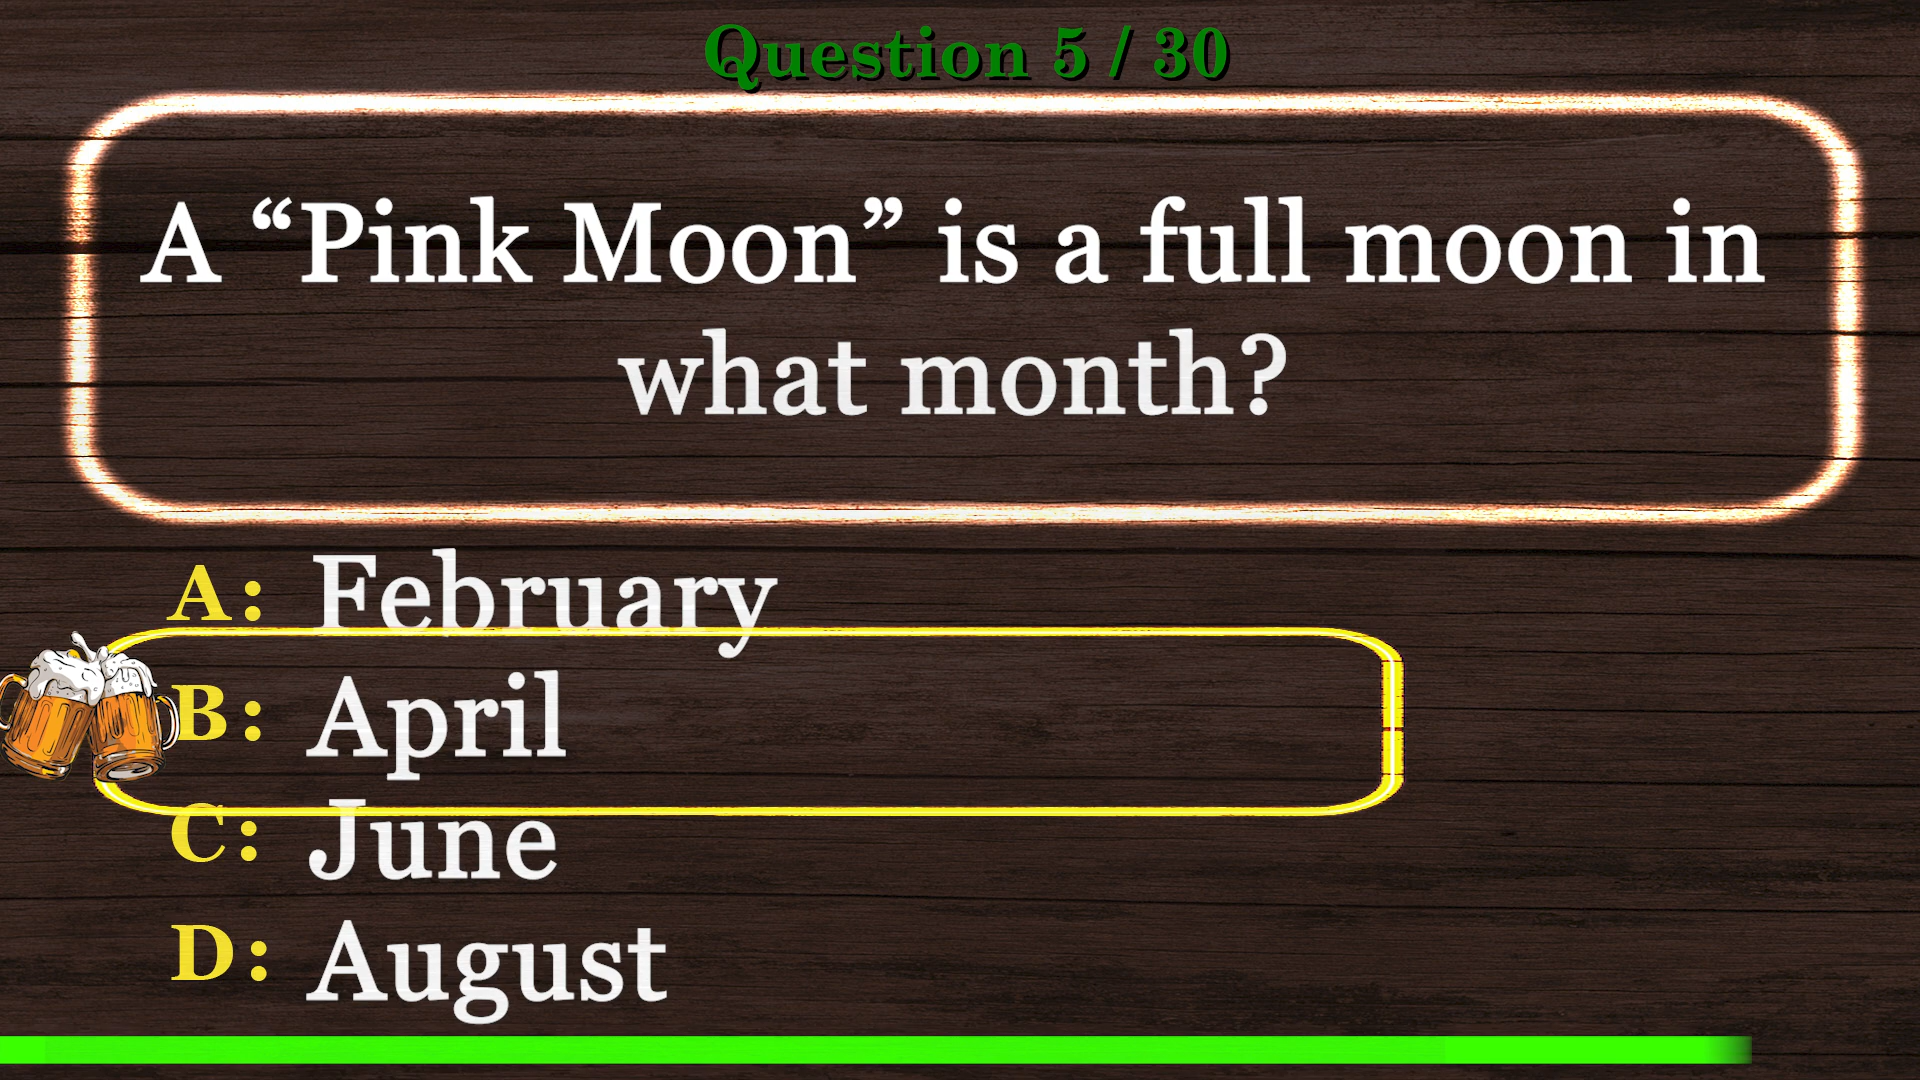 Question 5 / 30
A “Pink Moon” is a full moon in
what month?
A: February
B: April
C: June
D: August